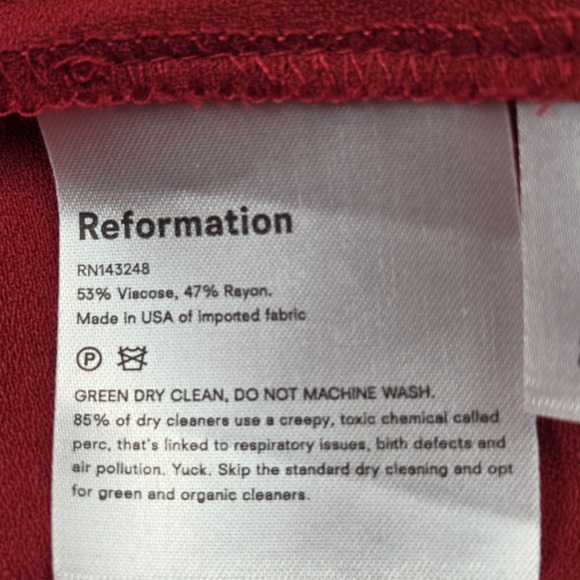 Reformation
RN143248
53% Viscose, 47% Rayon.
Made in USA of imported fabric
P
GREEN DRY CLEAN, DO NOT MACHINE WASH.
85% of dry cleaners use a creepy, toxic chemical called
perc, that's linked to respiratory issues, birth defects and
air pollution. Yuck. Skip the standard dry cleaning and opt
for green and organic cleaners.